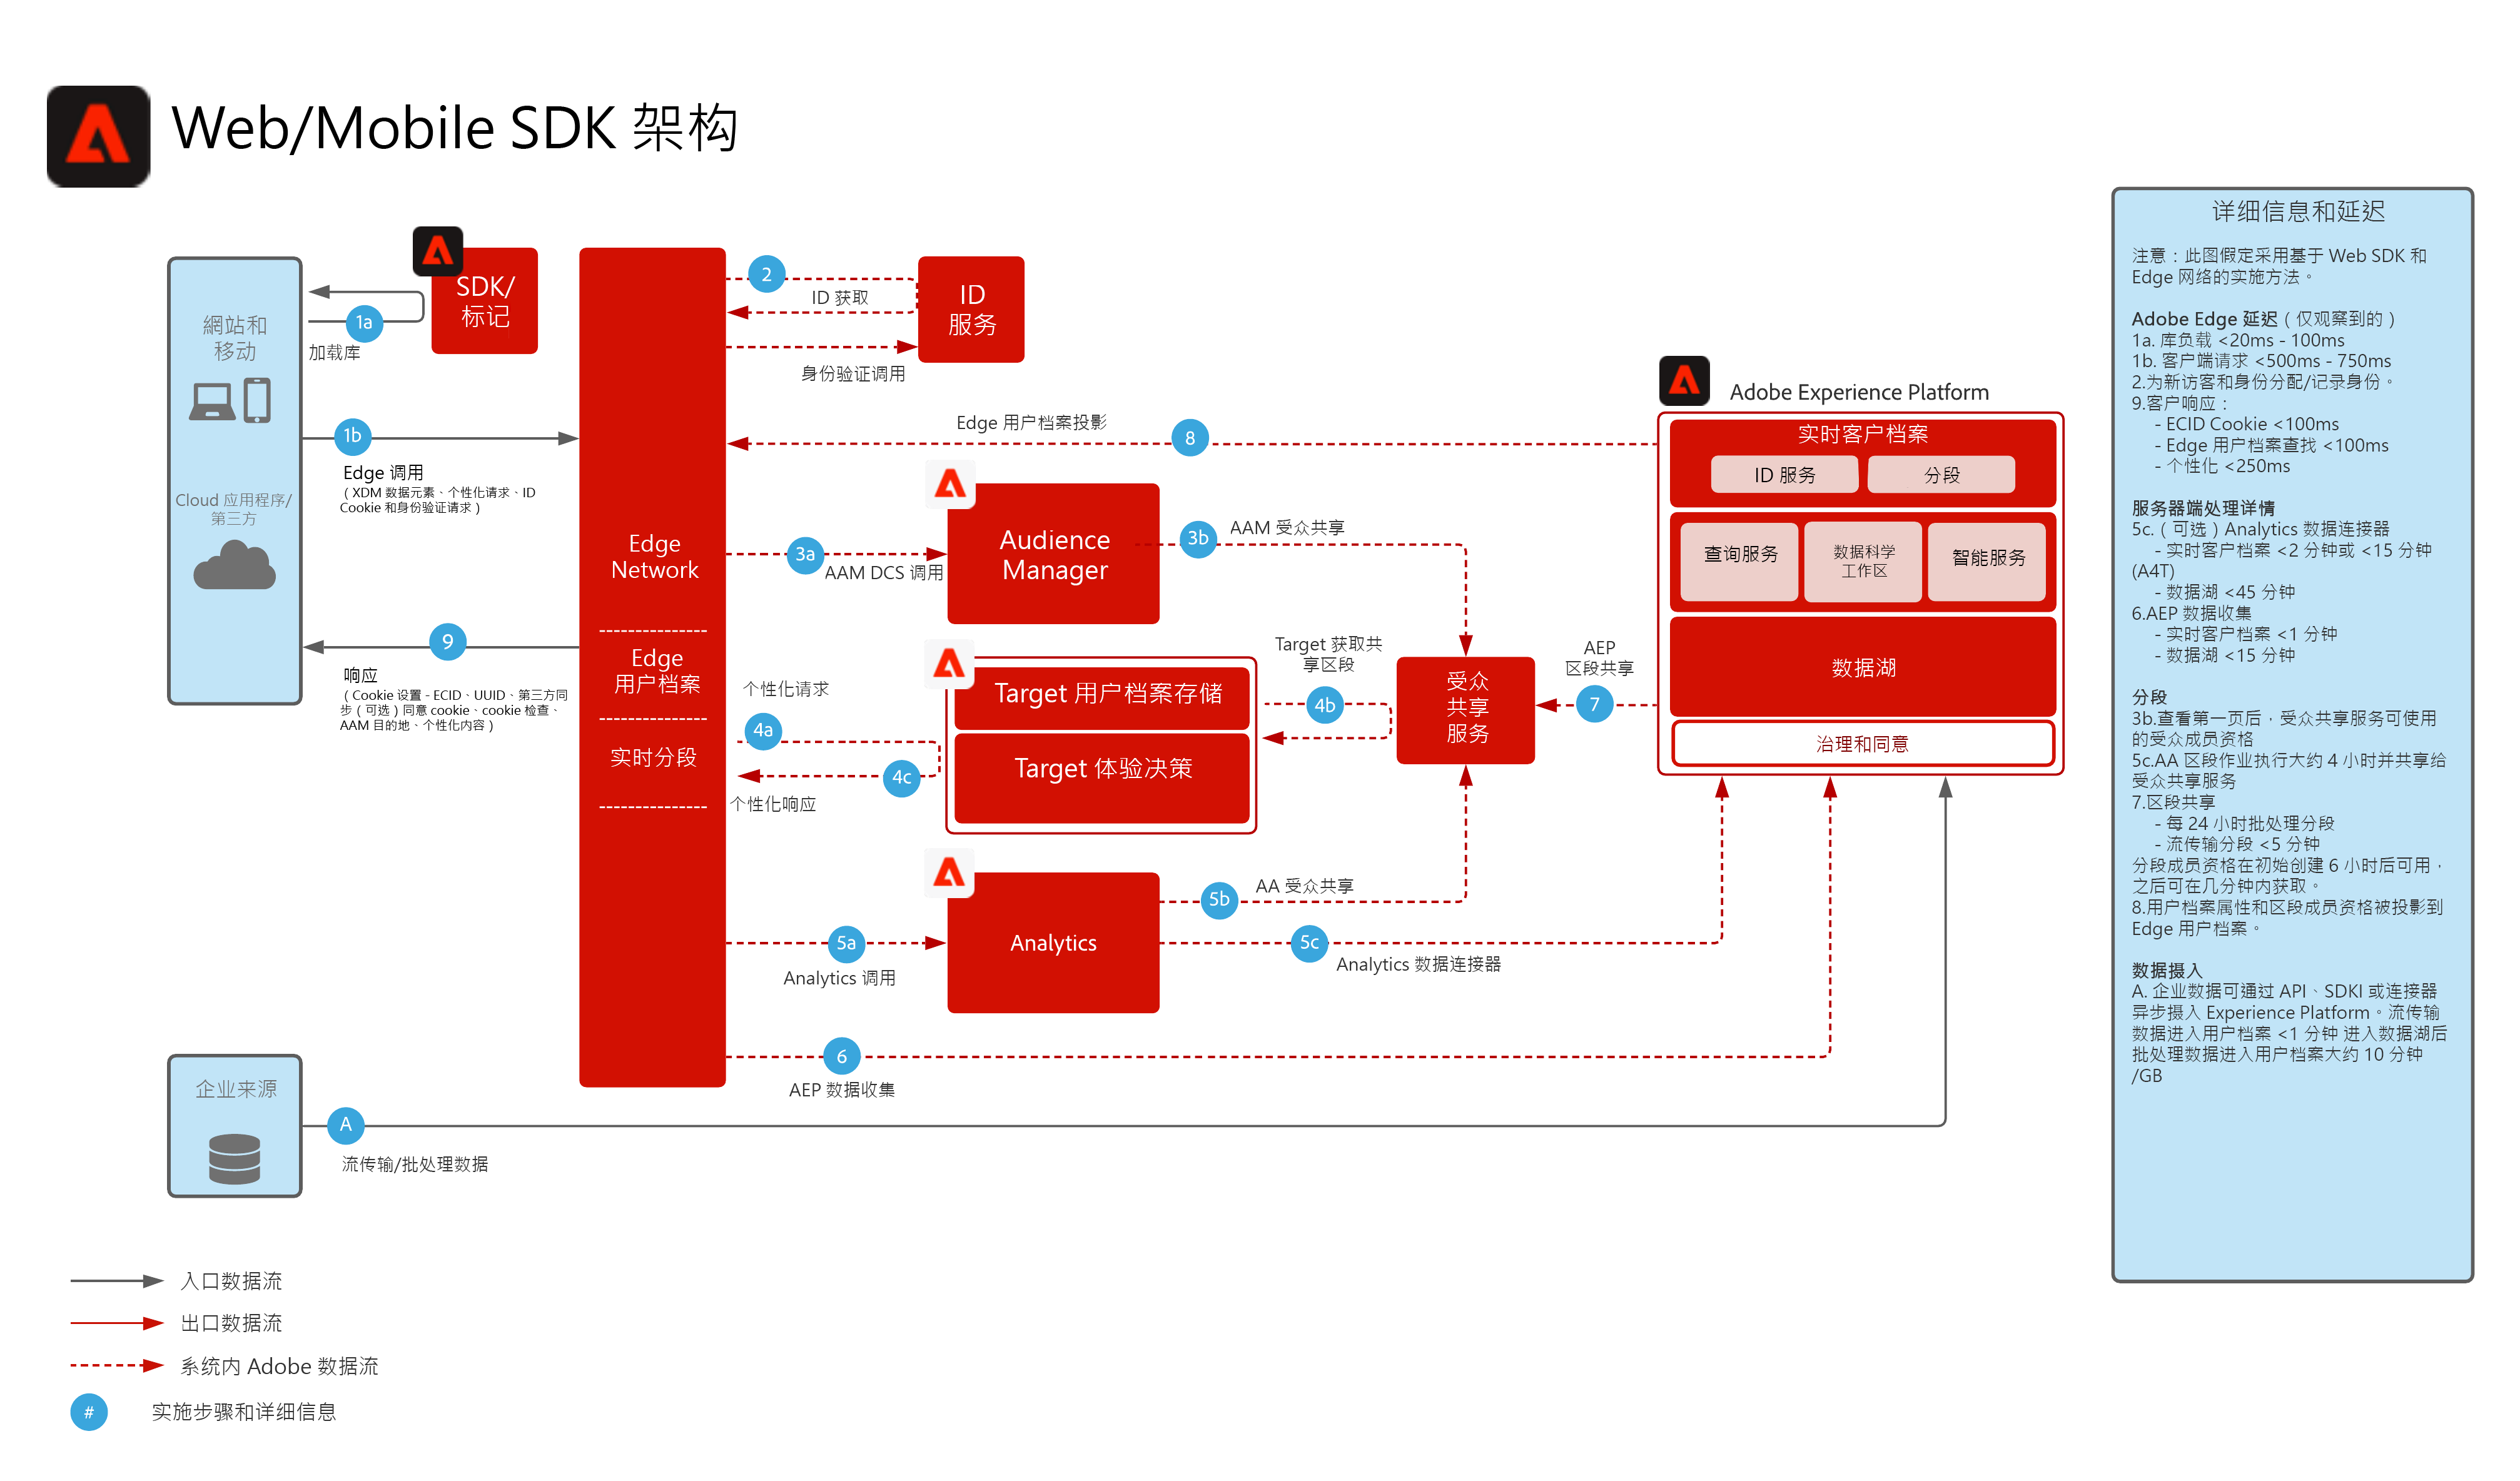 Web/Mobile SDK 架构
SDK/
标记
網站和
移动
1a
加载库
Cloud 应用程序/
第三方
1b
Edge 调用
（XDM 数据元素、个性化请求、ID
Cookie 和身份验证请求）
9
响应
（Cookie 设置 - ECID、UUID、第三方同
步（可选）同意 cookie、cookie 检查、
AAM 目的地、个性化内容）
Edge
Network
Edge
用户档案
实时分段
2
ID 获取
身份验证调用
ID
服务
Edge 用户档案投影
8
3a
AAM DCS 调用
Audience
Manager
3b
AAM 受众共享
个性化请求
4a
4c
个性化响应
Target 用户档案存储
Target 体验决策
Target 获取共
享区段
4b
受众
共享
服务
AEP
区段共享
7
5a
Analytics 调用
Analytics
5b
AA 受众共享
5c
Analytics 数据连接器
6
AEP 数据收集
Adobe Experience Platform
实时客户档案
ID 服务
分段
查询服务
数据科学
工作区
智能服务
数据湖
治理和同意
企业来源
A
流传输/批处理数据
入口数据流
出口数据流
系统内 Adobe 数据流
#
实施步骤和详细信息
详细信息和延迟
注意：此图假定采用基于 Web SDK 和
Edge 网络的实施方法。
Adobe Edge 延迟（仅观察到的）
1a. 库负载 <20ms - 100ms
1b. 客户端请求 <500ms - 750ms
2.为新访客和身份分配/记录身份。
9.客户响应：
- ECID Cookie <100ms
- Edge 用户档案查找 <100ms
- 个性化 <250ms
服务器端处理详情
5c.（可选）Analytics 数据连接器
- 实时客户档案 <2 分钟或 <15 分钟
(A4T)
- 数据湖 <45 分钟
6.AEP 数据收集
- 实时客户档案 <1 分钟
- 数据湖 <15 分钟
分段
3b.查看第一页后，受众共享服务可使用
的受众成员资格
5c.AA 区段作业执行大约 4 小时并共享给
受众共享服务
7.区段共享
- 每 24 小时批处理分段
- 流传输分段 <5 分钟
分段成员资格在初始创建 6 小时后可用，
之后可在几分钟内获取。
8.用户档案属性和区段成员资格被投影到
Edge 用户档案。
数据摄入
A. 企业数据可通过 API、SDKI 或连接器
异步摄入 Experience Platform。流传输
数据进入用户档案 <1 分钟 进入数据湖后
批处理数据进入用户档案大约 10 分钟
/GB